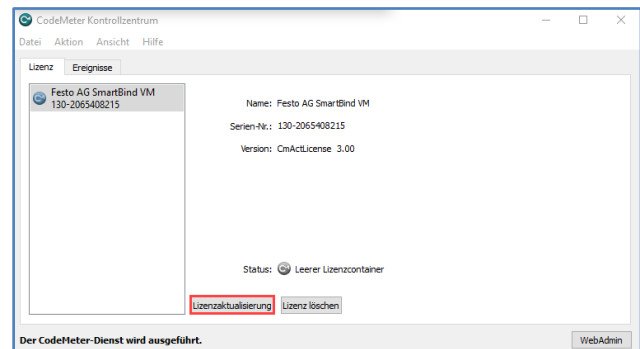 CodeMeter Kontrollzentrum
Datei Aktion Ansicht Hilfe
Lizenz Ereignisse
Festo AG SmartBind VM
130-2065408215
Name: Festo AG SmartBind VM
Serien-Nr.: 130-2065408215
Version: CmActLicense 3.00
Status: Leerer Lizenzcontainer
Lizenzaktualisierung Lizenz löschen
Der CodeMeter-Dienst wird ausgeführt. WebAdmin